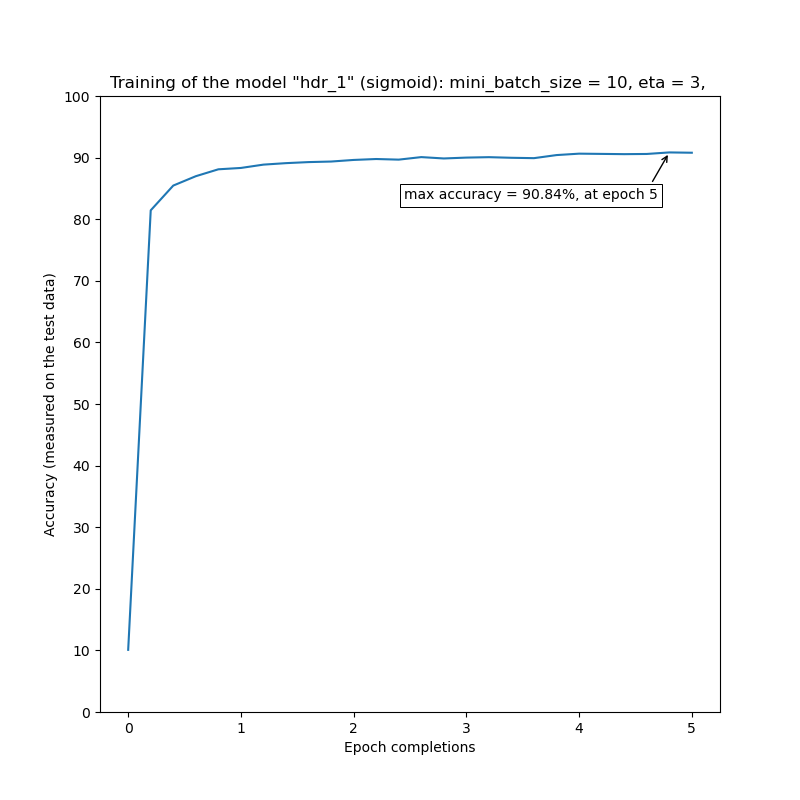 Training of the model "hdr_1" (sigmoid): mini_batch_size = 10, eta = 3,
100
90
max accuracy = 90.84%, at epoch 5
80
70
60
50
40
30
20
10
0
Accuracy (measured on the test data)
0 1 2 3 4 5
Epoch completions